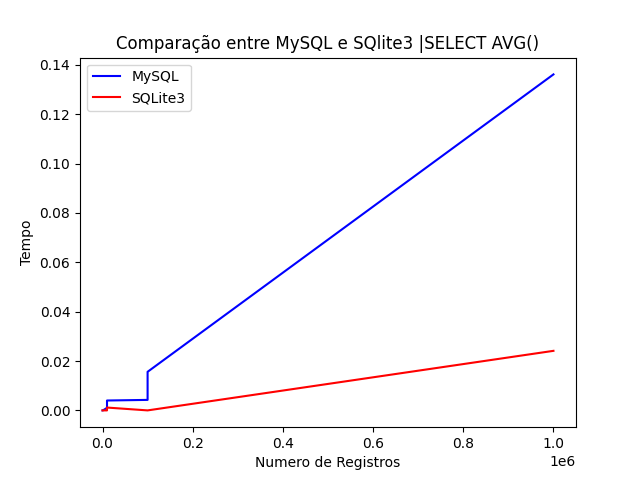 Comparação entre MySQL e SQlite3 |SELECT AVG()
MySQL
SQLite3
0.14
0.12
0.10
0.08
0.06
0.04
0.02
0.00
Tempo
0.0
0.2
0.4
0.6
0.8
1.0
1e6
Numero de Registros